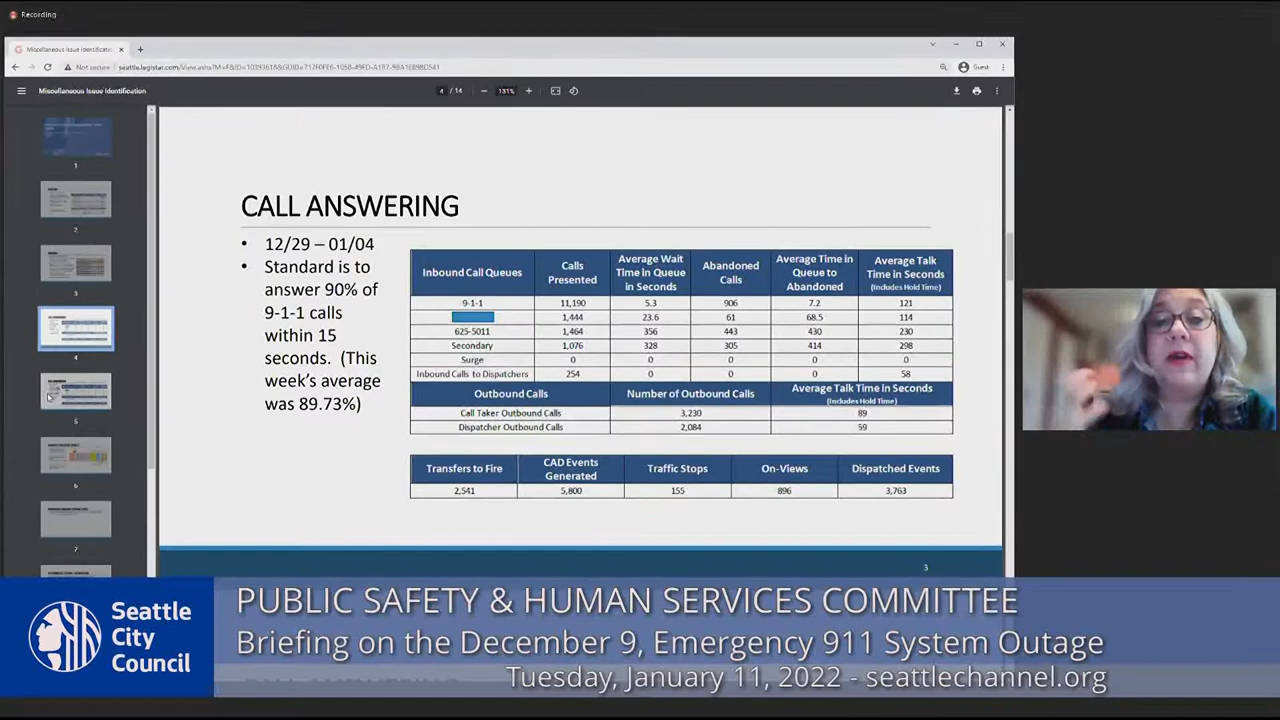 Recording
Miscellaneous Issue Identificatio
Not secure
Guest
Miscellaneous Issue Identification
4 / 14
131%
1
2
3
4
5
6
7
CALL ANSWERING
• 12/29 – 01/04
• Standard is to
answer 90% of
9-1-1 calls
within 15
seconds. (This
week's average
was 89.73%)
Inbound Call Queues Calls Presented Average Wait Time in Queue in Seconds Abandoned Calls Average Time in Queue to Abandoned Average Talk Time in Seconds (Includes Hold Time)
9-1-1 11,190 5.3 906 7.2 121
1,444 23.6 61 68.5 114
625-5011 1,464 356 443 430 230
Secondary 1,076 328 305 414 298
Surge 0 0 0 0 0
Inbound Calls to Dispatchers 254 0 0 0 58
Outbound Calls Number of Outbound Calls Average Talk Time in Seconds (Includes Hold Time)
Call Taker Outbound Calls 3,230 89
Dispatcher Outbound Calls 2,084 59
Transfers to Fire CAD Events Generated Traffic Stops On-Views Dispatched Events
2,541 5,800 155 896 3,763
3
Seattle
City
Council
PUBLIC SAFETY & HUMAN SERVICES COMMITTEE
Briefing on the December 9, Emergency 911 System Outage
Tuesday, January 11, 2022 - seattlechannel.org